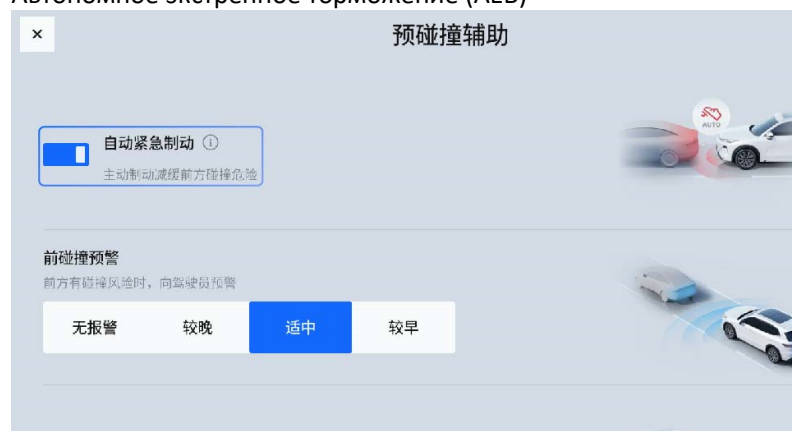 Автономное экстренное торможение (AEB)
×
预碰撞辅助
AUTO
自动紧急制动
主动制动减缓前方碰撞危险
前碰撞预警
前方有碰撞风险时，向驾驶员预警
无报警 较晚 适中 较早